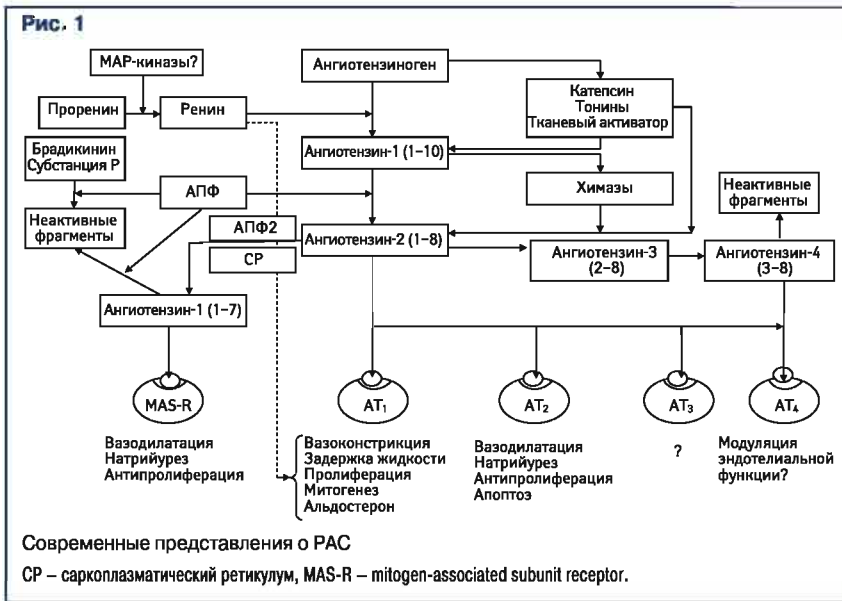 Рис. 1
МАР-киназы?
Ангиотензиноген
Катепсин
Тонины
Тканевый активатор
Проренин
Ренин
Брадикинин
Субстанция Р
Ангиотензин-1 (1–10)
АПФ
Химазы
Неактивные
фрагменты
Неактивные
фрагменты
АПФ2
Ангиотензин-2 (1–8)
СР
Ангиотензин-3
(2–8)
Ангиотензин-4
(3–8)
Ангиотензин-1 (1–7)
MAS-R
AT₁
AT₂
AT₃
AT₄
Вазодилатация
Натрийурез
Антипролиферация
Вазоконстрикция
Задержка жидкости
Пролиферация
Митогенез
Альдостерон
Вазодилатация
Натрийурез
Антипролиферация
Апоптоз
?
Модуляция
эндотелиальной
функции?
Современные представления о РАС
СР – саркоплазматический ретикулум, MAS-R – mitogen-associated subunit receptor.